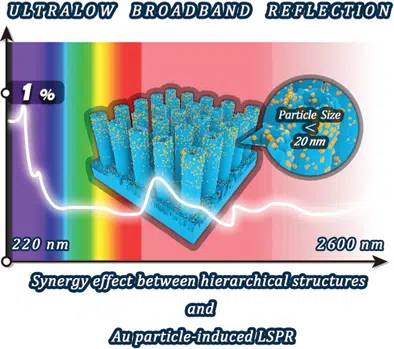 ULTRALOW BROADBAND REFLECTION
1 %
Particle Size
<
20 nm
220 nm
2600 nm
Synergy effect between hierarchical structures
and
Au particle-induced LSPR